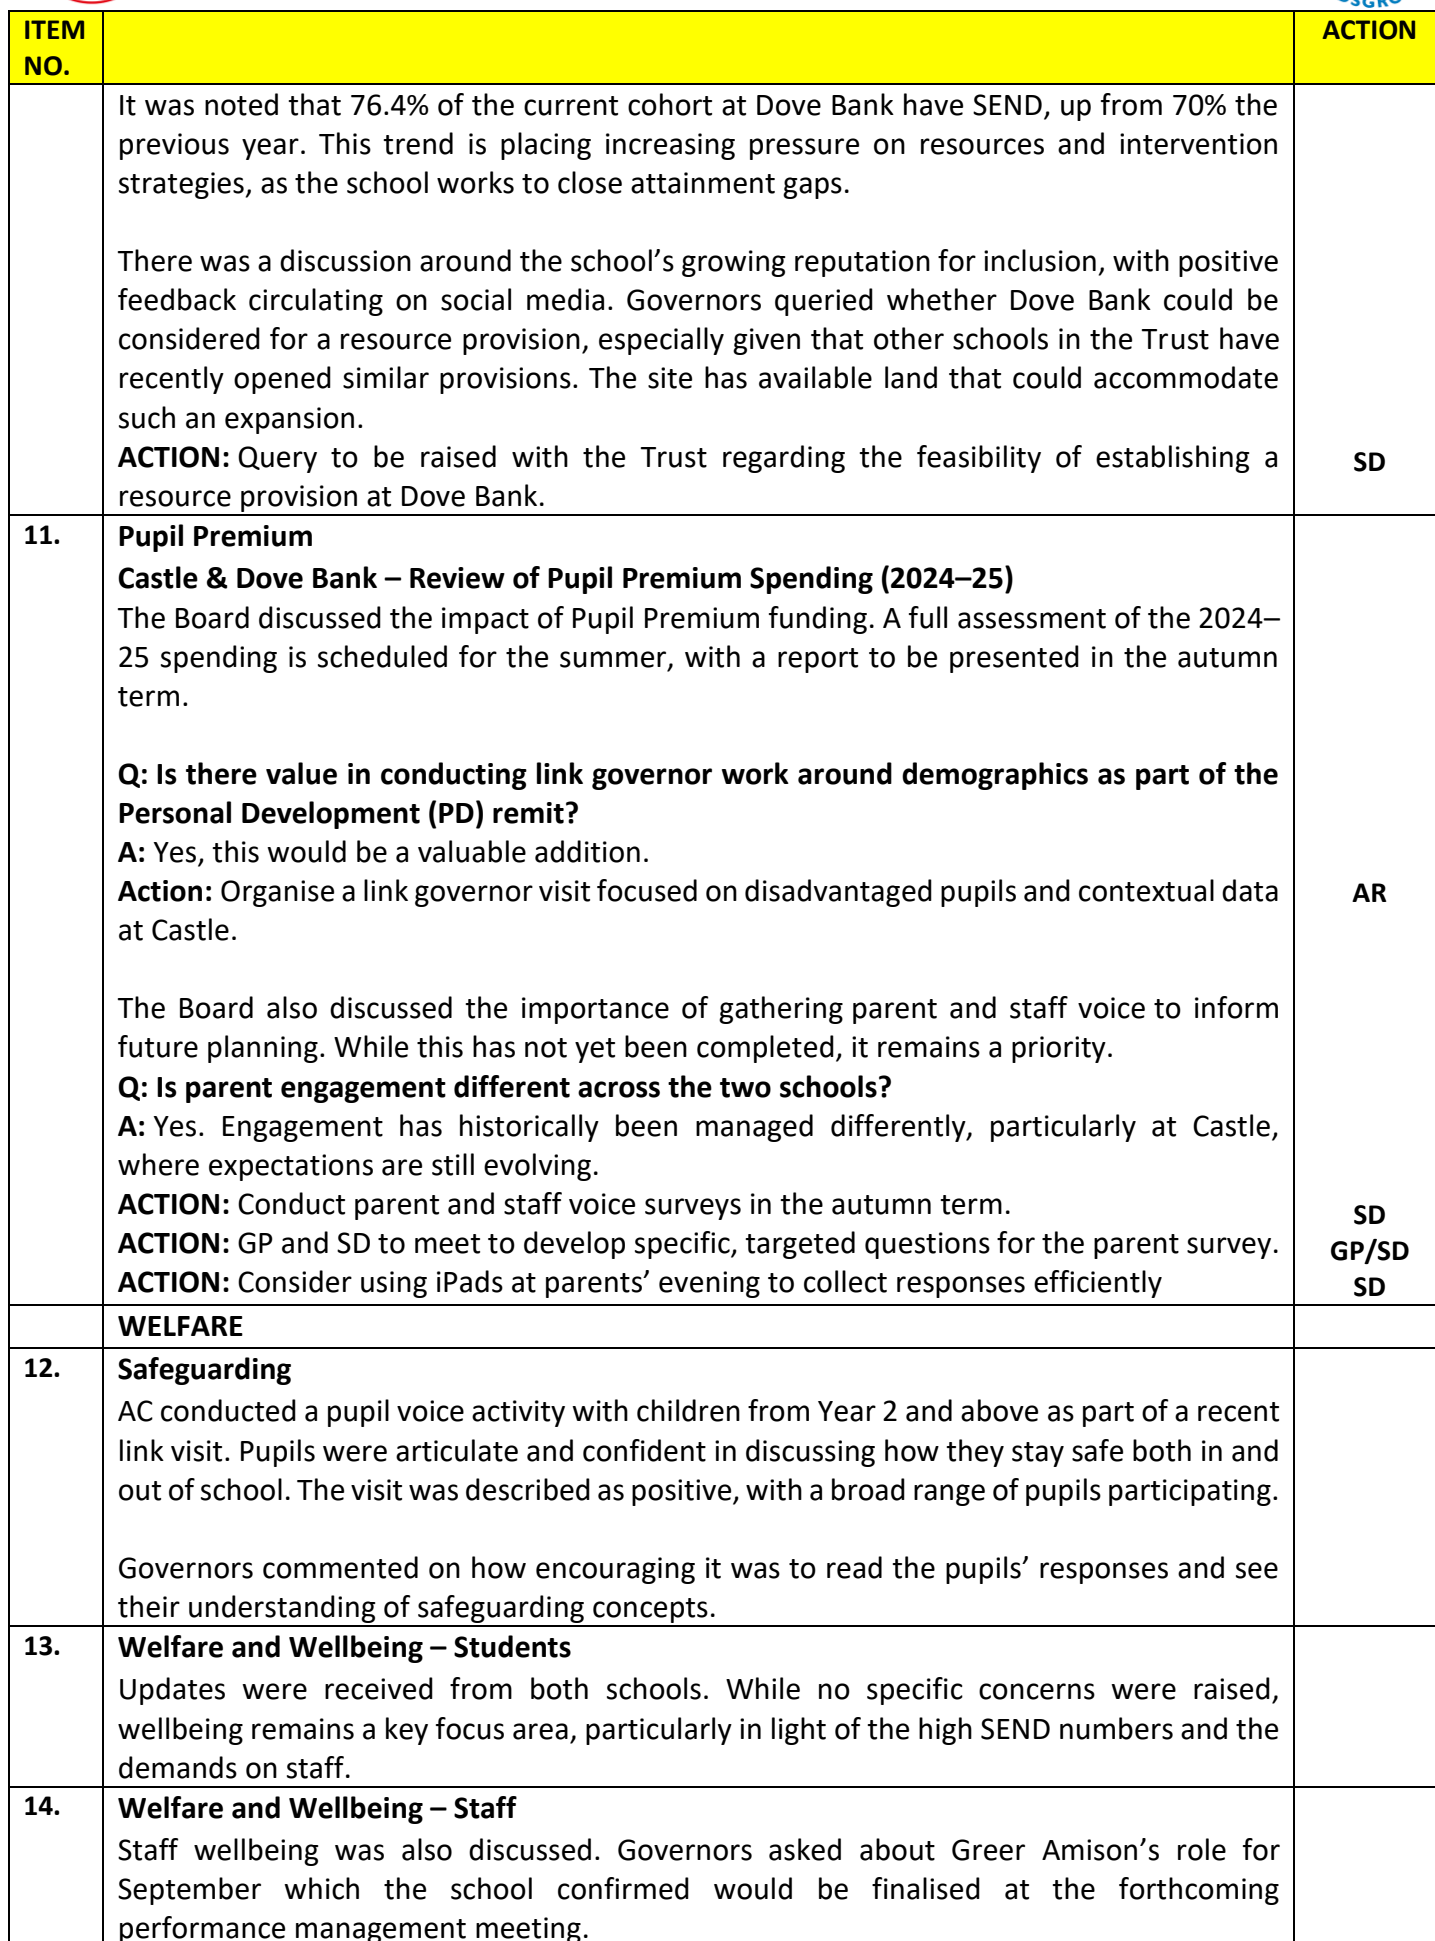 ITEM NO.
ACTION
It was noted that 76.4% of the current cohort at Dove Bank have SEND, up from 70% the
previous year. This trend is placing increasing pressure on resources and intervention
strategies, as the school works to close attainment gaps.
There was a discussion around the school’s growing reputation for inclusion, with positive
feedback circulating on social media. Governors queried whether Dove Bank could be
considered for a resource provision, especially given that other schools in the Trust have
recently opened similar provisions. The site has available land that could accommodate
such an expansion.
ACTION: Query to be raised with the Trust regarding the feasibility of establishing a
resource provision at Dove Bank.
SD
11.
Pupil Premium
Castle & Dove Bank – Review of Pupil Premium Spending (2024–25)
The Board discussed the impact of Pupil Premium funding. A full assessment of the 2024–
25 spending is scheduled for the summer, with a report to be presented in the autumn
term.
Q: Is there value in conducting link governor work around demographics as part of the
Personal Development (PD) remit?
A: Yes, this would be a valuable addition.
Action: Organise a link governor visit focused on disadvantaged pupils and contextual data
at Castle.
AR
The Board also discussed the importance of gathering parent and staff voice to inform
future planning. While this has not yet been completed, it remains a priority.
Q: Is parent engagement different across the two schools?
A: Yes. Engagement has historically been managed differently, particularly at Castle,
where expectations are still evolving.
ACTION: Conduct parent and staff voice surveys in the autumn term.
SD
ACTION: GP and SD to meet to develop specific, targeted questions for the parent survey.
GP/SD
ACTION: Consider using iPads at parents’ evening to collect responses efficiently
SD
WELFARE
12.
Safeguarding
AC conducted a pupil voice activity with children from Year 2 and above as part of a recent
link visit. Pupils were articulate and confident in discussing how they stay safe both in and
out of school. The visit was described as positive, with a broad range of pupils participating.
Governors commented on how encouraging it was to read the pupils’ responses and see
their understanding of safeguarding concepts.
13.
Welfare and Wellbeing – Students
Updates were received from both schools. While no specific concerns were raised,
wellbeing remains a key focus area, particularly in light of the high SEND numbers and the
demands on staff.
14.
Welfare and Wellbeing – Staff
Staff wellbeing was also discussed. Governors asked about Greer Amison’s role for
September which the school confirmed would be finalised at the forthcoming
performance management meeting.